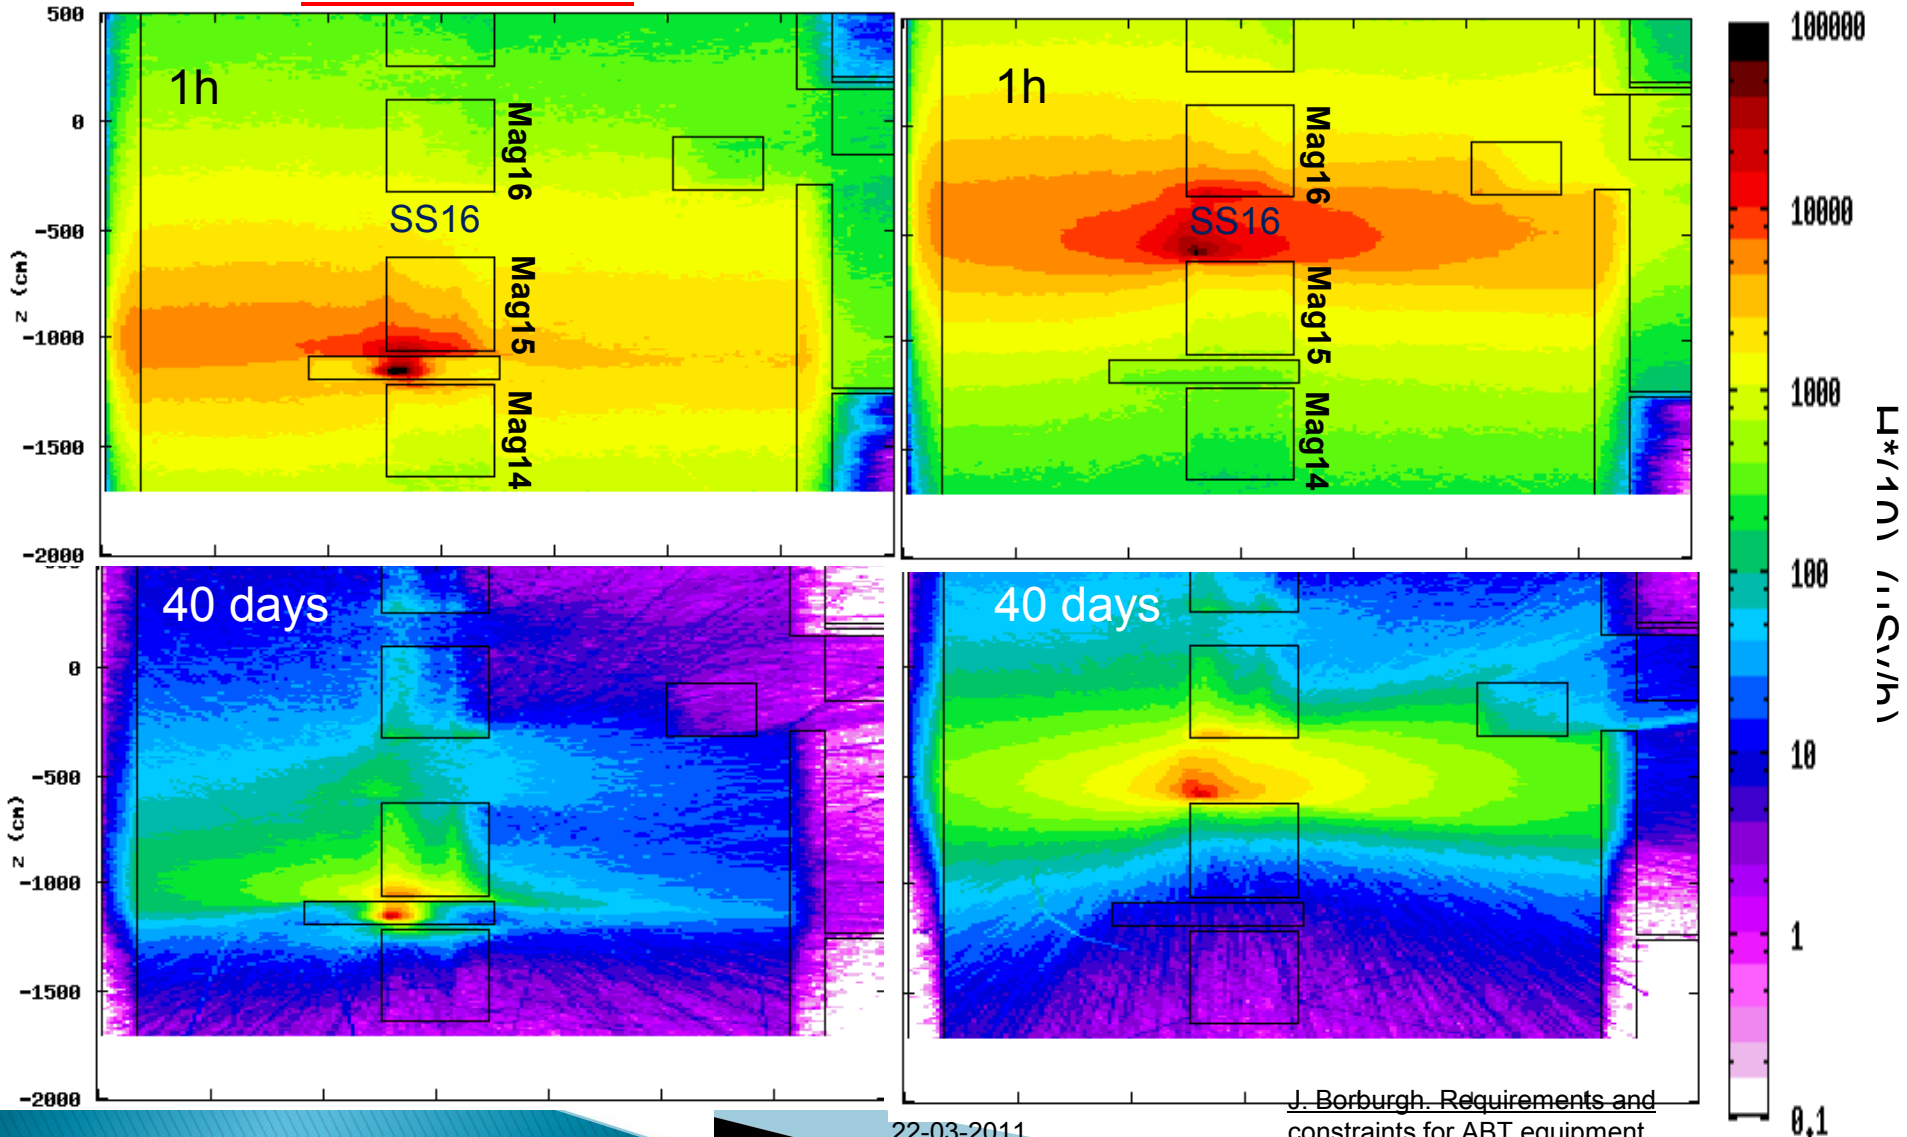 500
0
-500
-1000
-1500
-2000
z (cm)
1h
Mag16
SS16
Mag15
Mag14
1h
Mag16
SS16
Mag15
Mag14
100000
10000
1000
100
10
1
0.1
40 days
0
-500
-1000
-1500
-2000
z (cm)
40 days
22-03-2011
J. Borburgh. Requirements and
constraints for ABT equipment